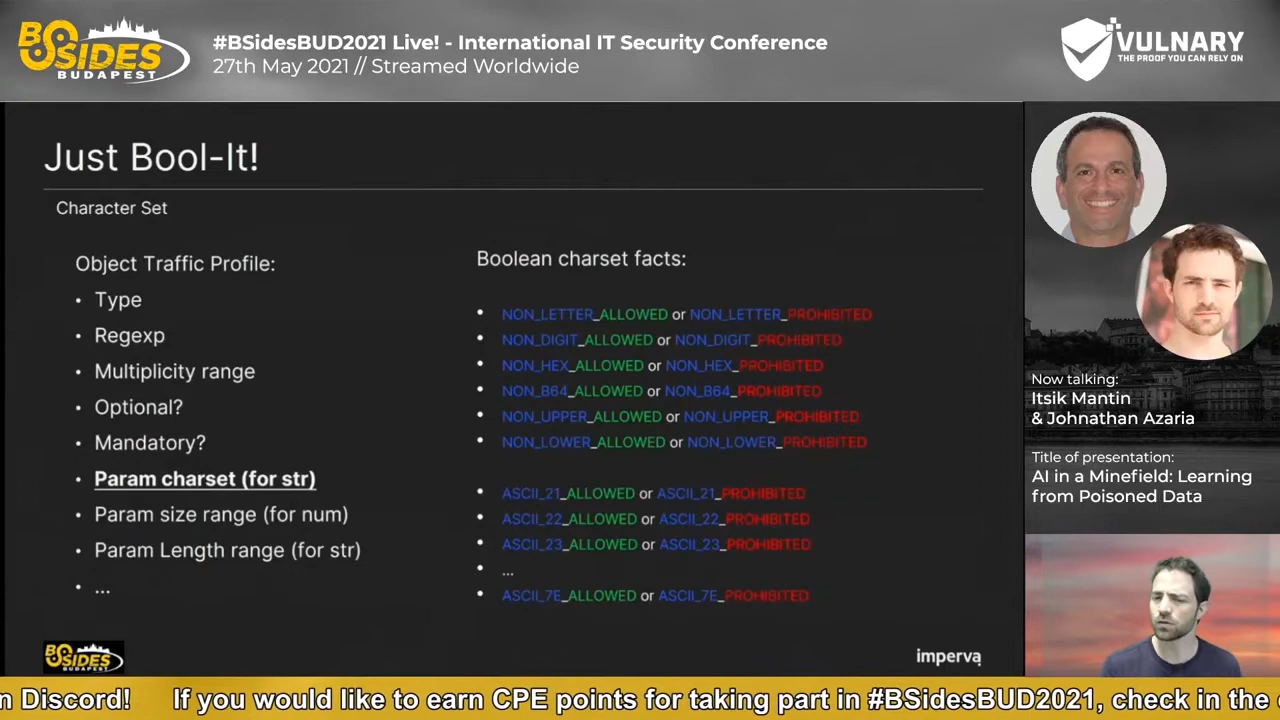 BSIDES
BUDAPEST
#BSidesBUD2021 Live! - International IT Security Conference
27th May 2021 // Streamed Worldwide
VULNARY
THE PROOF YOU CAN RELY ON
Just Bool-It!
Character Set
Object Traffic Profile:
• Type
• Regexp
• Multiplicity range
• Optional?
• Mandatory?
• Param charset (for str)
• Param size range (for num)
• Param Length range (for str)
• ...
Boolean charset facts:
• NON_LETTER_ALLOWED or NON_LETTER_PROHIBITED
• NON_DIGIT_ALLOWED or NON_DIGIT_PROHIBITED
• NON_HEX_ALLOWED or NON_HEX_PROHIBITED
• NON_B64_ALLOWED or NON_B64_PROHIBITED
• NON_UPPER_ALLOWED or NON_UPPER_PROHIBITED
• NON_LOWER_ALLOWED or NON_LOWER_PROHIBITED
• ASCII_21_ALLOWED or ASCII_21_PROHIBITED
• ASCII_22_ALLOWED or ASCII_22_PROHIBITED
• ASCII_23_ALLOWED or ASCII_23_PROHIBITED
• ...
• ASCII_7E_ALLOWED or ASCII_7E_PROHIBITED
BSIDES
BUDAPEST
imperva
Now talking:
Itsik Mantin
& Johnathan Azaria
Title of presentation:
AI in a Minefield: Learning
from Poisoned Data
n Discord! If you would like to earn CPE points for taking part in #BSidesBUD2021, check in the